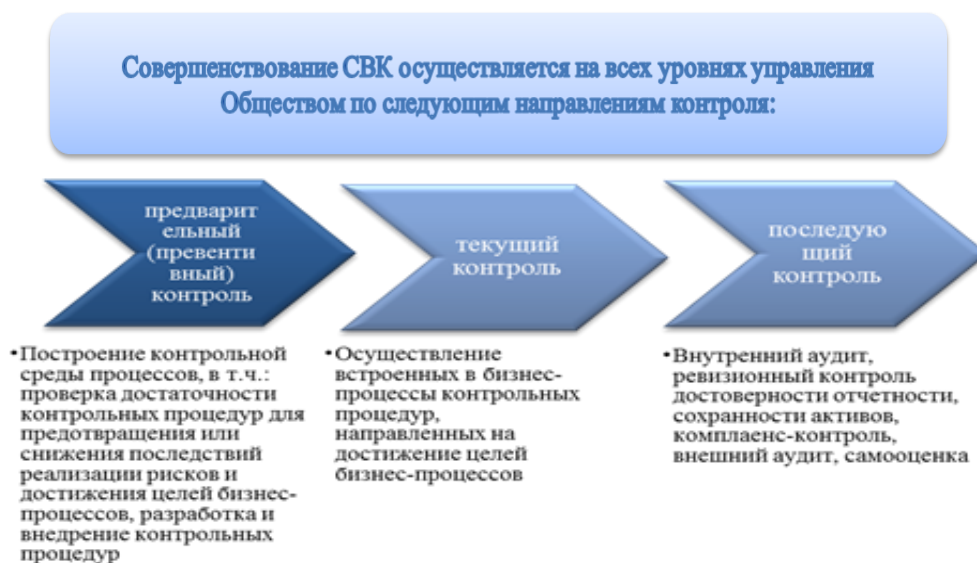 Совершенствование СВК осуществляется на всех уровнях управления
Обществом по следующим направлениям контроля:
предварит
ельный
(превенти
вный)
контроль
•Построение контрольной
среды процессов, в т.ч.:
проверка достаточности
контрольных процедур для
предотвращения или
снижения последствий
реализации рисков и
достижения целей бизнес-
процессов, разработка и
внедрение контрольных
процедур
текущий
контроль
•Осуществление
встроенных в бизнес-
процессы контрольных
процедур,
направленных на
достижение целей
бизнес-процессов
последую
щий
контроль
•Внутренний аудит,
ревизионный контроль
достоверности отчетности,
сохранности активов,
комплаенс-контроль,
внешний аудит, самооценка